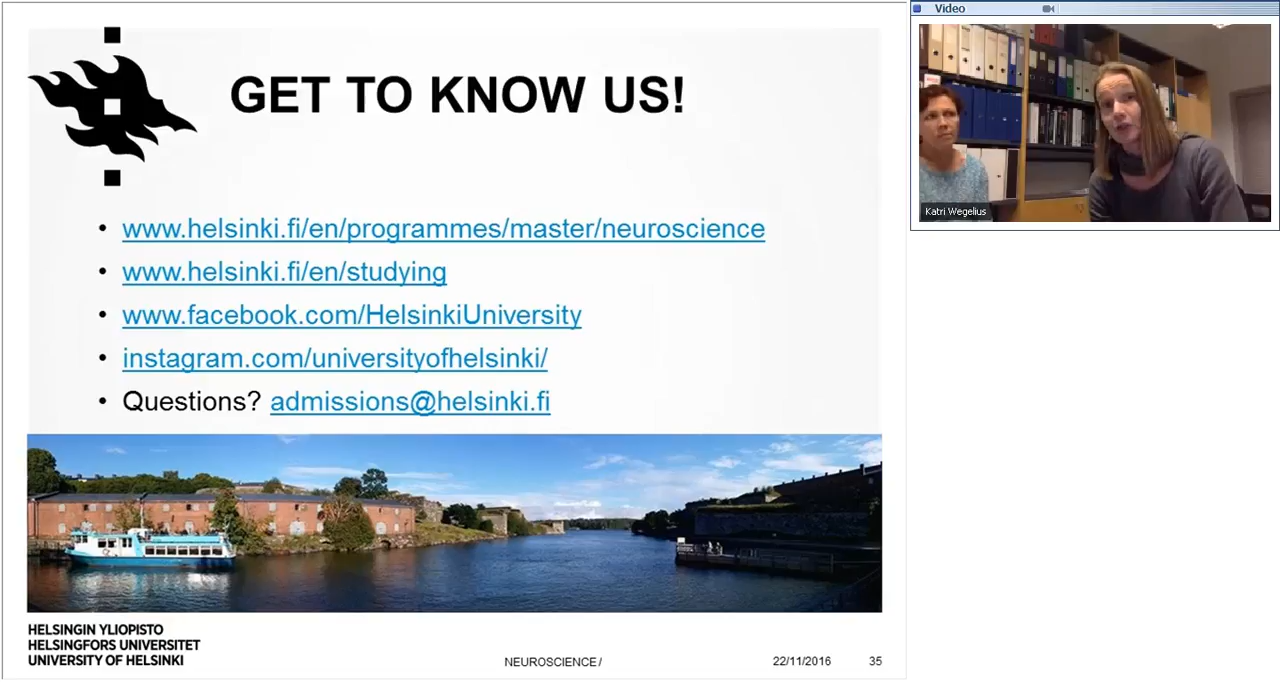 GET TO KNOW US!
• www.helsinki.fi/en/programmes/master/neuroscience
• www.helsinki.fi/en/studying
• www.facebook.com/HelsinkiUniversity
• instagram.com/universityofhelsinki/
• Questions? admissions@helsinki.fi
HELSINGIN YLIOPISTO
HELSINGFORS UNIVERSITET
UNIVERSITY OF HELSINKI
NEUROSCIENCE /
22/11/2016
35
Video
Katri Wegelius